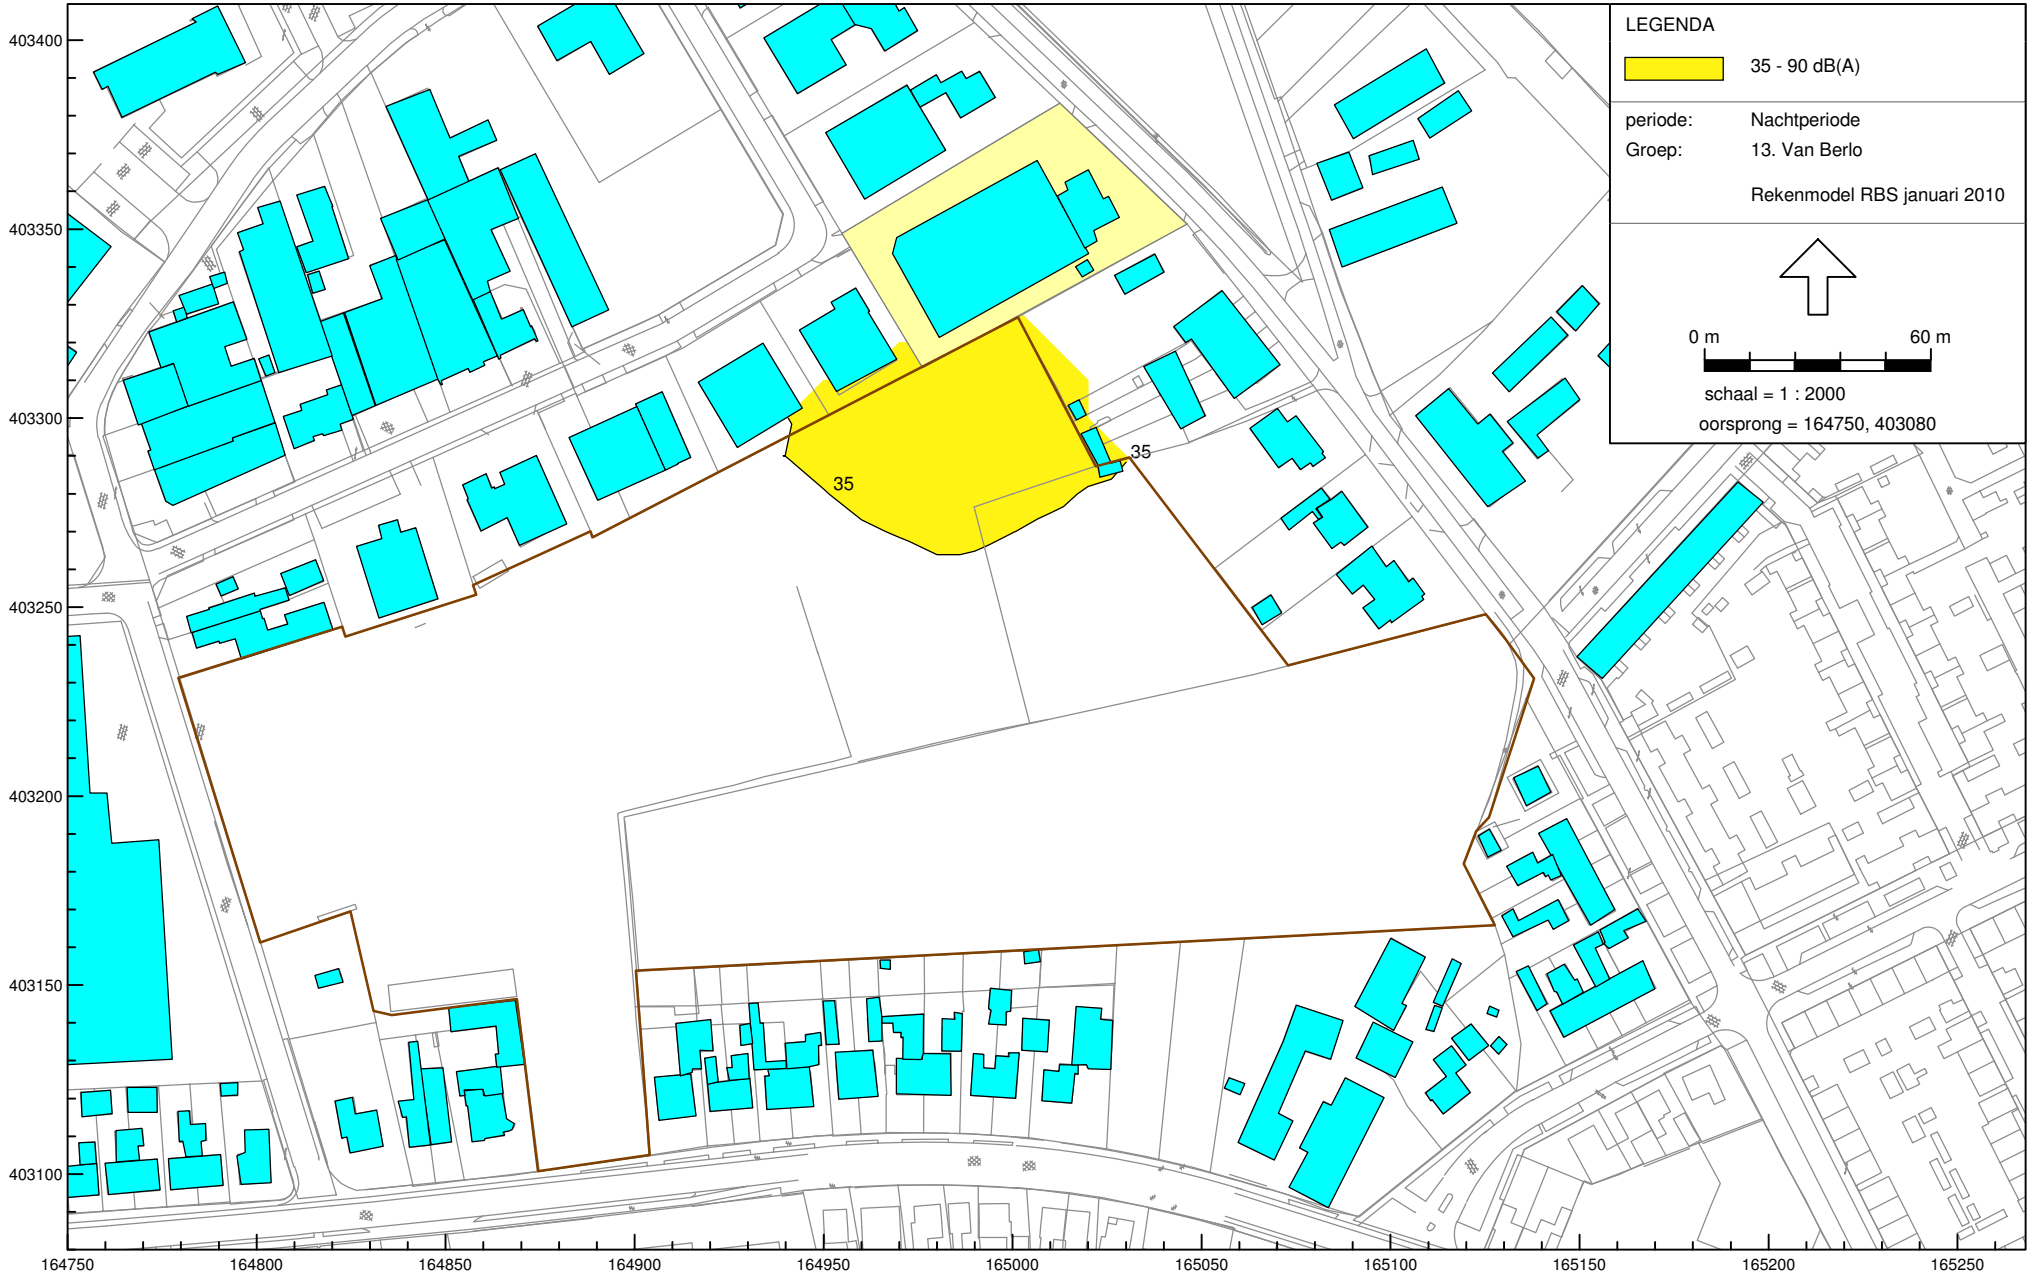 LEGENDA
35 - 90 dB(A)
periode: Nachtperiode
Groep: 13. Van Berlo
Rekenmodel RBS januari 2010
0 m 60 m
schaal = 1 : 2000
oorsprong = 164750, 403080
403400
403350
403300
403250
403200
403150
403100
35
35
164750 164800 164850 164900 164950 165000 165050 165100 165150 165200 165250